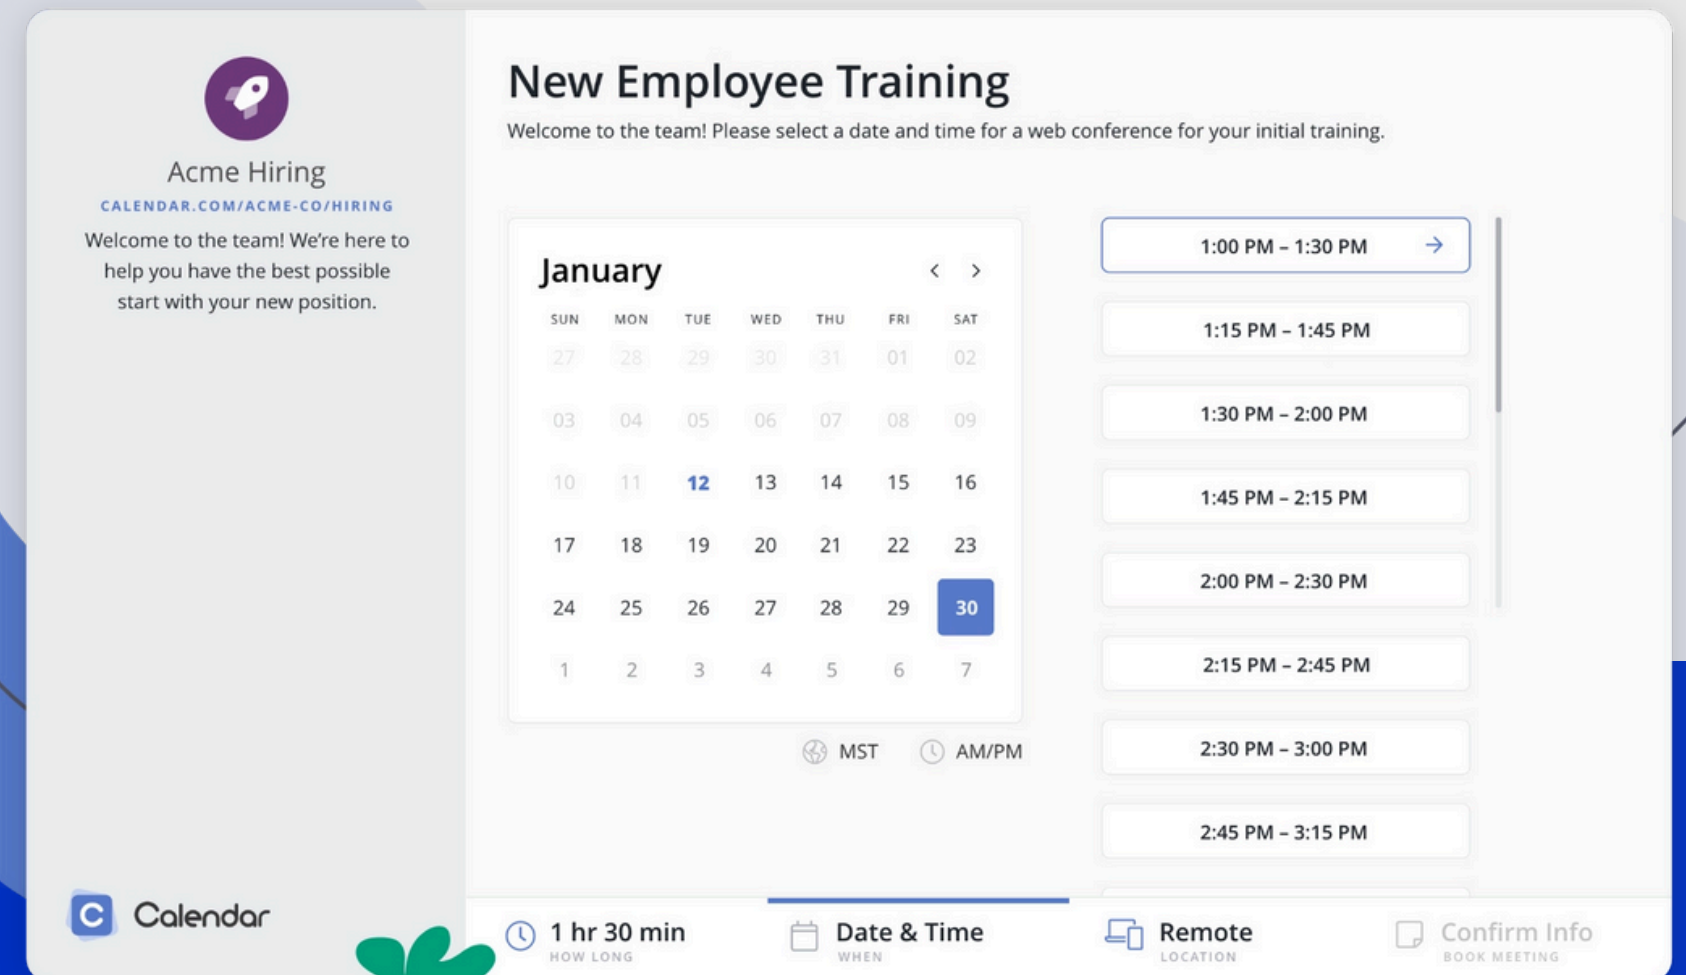 Acme Hiring
CALENDAR.COM/ACME-CO/HIRING
Welcome to the team! We're here to
help you have the best possible
start with your new position.
C Calendar
New Employee Training
Welcome to the team! Please select a date and time for a web conference for your initial training.
January
SUN MON TUE WED THU FRI SAT
27 28 29 30 31 01 02
03 04 05 06 07 08 09
10 11 12 13 14 15 16
17 18 19 20 21 22 23
24 25 26 27 28 29 30
1 2 3 4 5 6 7
MST AM/PM
1:00 PM – 1:30 PM
1:15 PM – 1:45 PM
1:30 PM – 2:00 PM
1:45 PM – 2:15 PM
2:00 PM – 2:30 PM
2:15 PM – 2:45 PM
2:30 PM – 3:00 PM
2:45 PM – 3:15 PM
1 hr 30 min
HOW LONG
Date & Time
WHEN
Remote
LOCATION
Confirm Info
BOOK MEETING